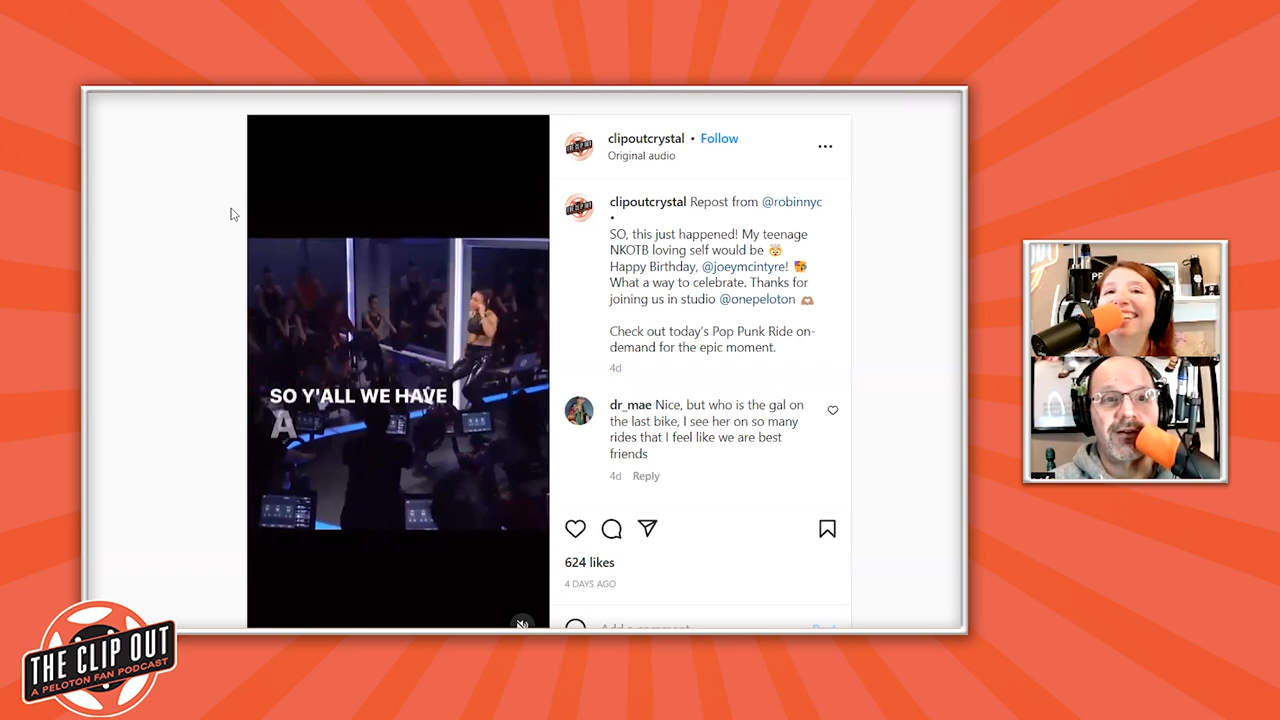 clipoutcrystal • Follow
Original audio
clipoutcrystal Repost from @robinnyc
•
SO, this just happened! My teenage
NKOTB loving self would be 🤯
Happy Birthday, @joeymcintyre! 🎁
What a way to celebrate. Thanks for
joining us in studio @onepeloton 🫶🏽
Check out today's Pop Punk Ride on-
demand for the epic moment.
4d
dr_mae Nice, but who is the gal on
the last bike, I see her on so many
rides that I feel like we are best
friends
4d Reply
624 likes
4 DAYS AGO
SO Y'ALL WE HAVE
A
THE CLIP OUT
A PELOTON FAN PODCAST